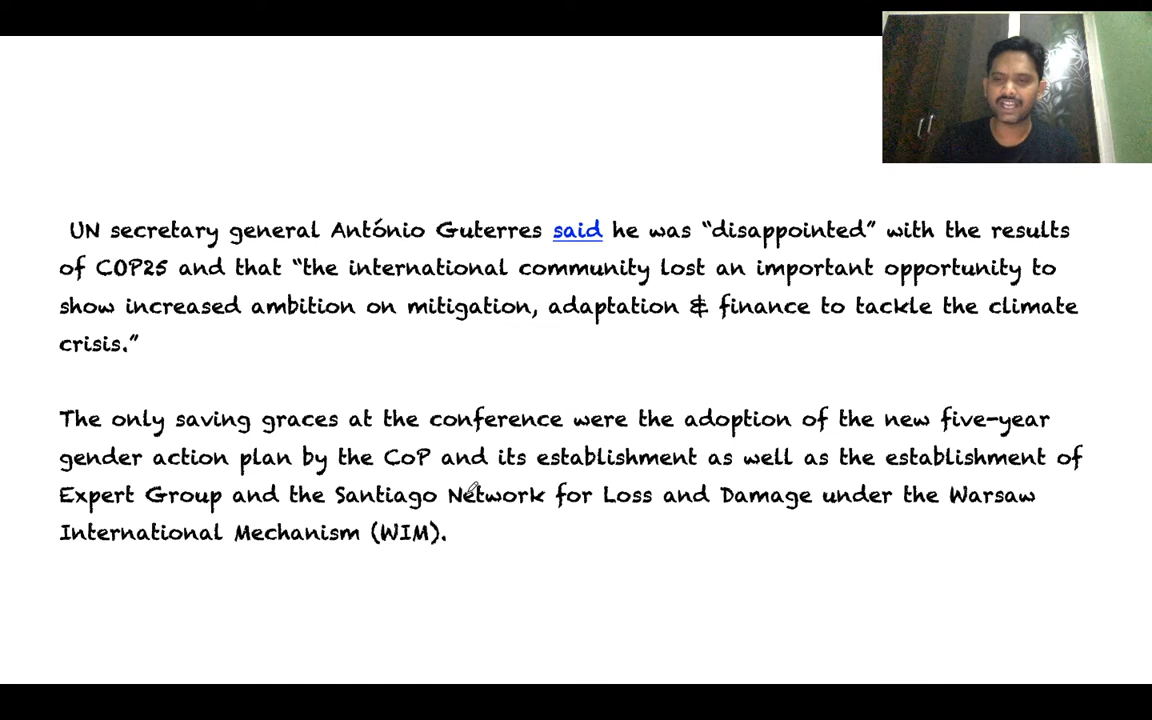 UN secretary general António Guterres said he was “disappointed” with the results
of COP25 and that “the international community lost an important opportunity to
show increased ambition on mitigation, adaptation & finance to tackle the climate
crisis.”
The only saving graces at the conference were the adoption of the new five-year
gender action plan by the CoP and its establishment as well as the establishment of
Expert Group and the Santiago Network for Loss and Damage under the Warsaw
International Mechanism (WIM).